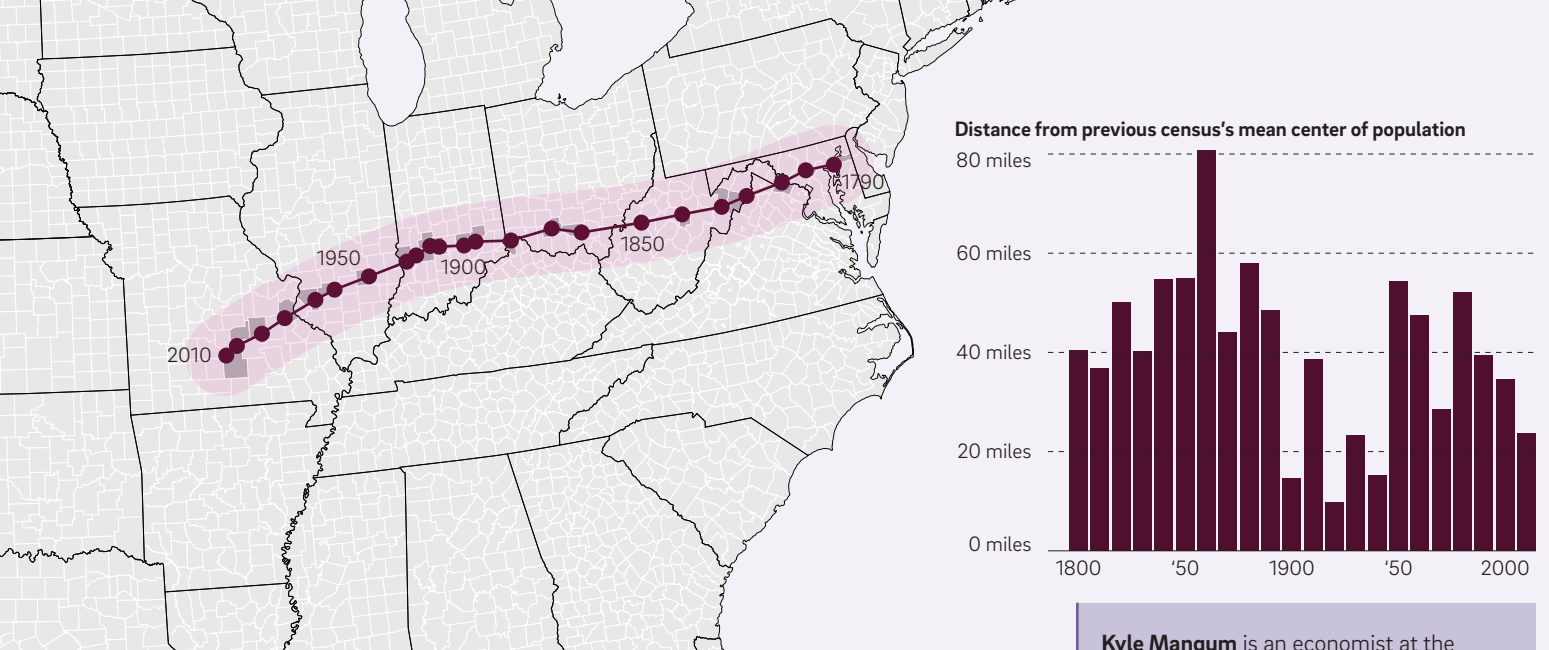 1790
1850
1900
1950
2010
Distance from previous census’s mean center of population
80 miles
60 miles
40 miles
20 miles
0 miles
1800 ‘50 1900 ‘50 2000
Kyle Mangum is an economist at the